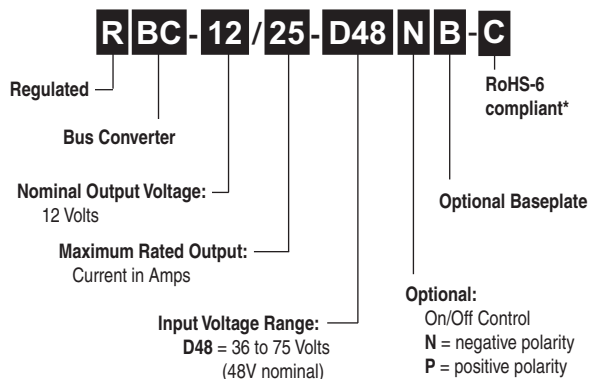 RBC-12/25-D48NB-C
Regulated
Bus Converter
Nominal Output Voltage:
12 Volts
Maximum Rated Output:
Current in Amps
Input Voltage Range:
D48 = 36 to 75 Volts
(48V nominal)
Optional:
On/Off Control
N = negative polarity
P = positive polarity
Optional Baseplate
RoHS-6
compliant*